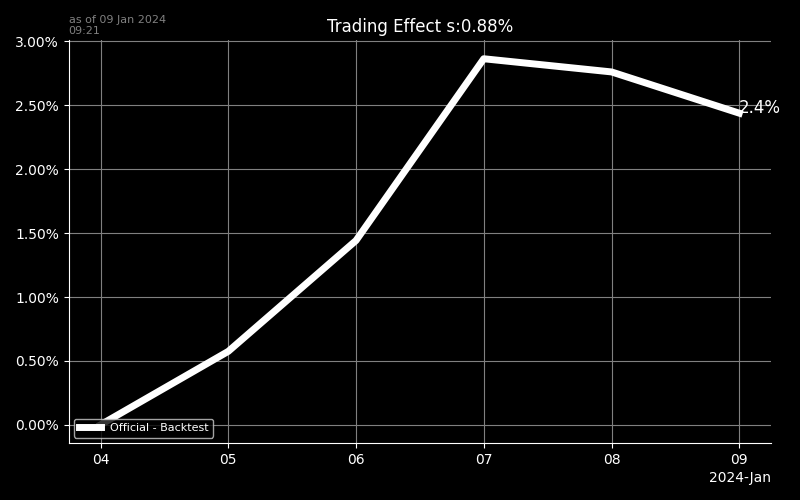 as of 09 Jan 2024
09:21
Trading Effect s:0.88%
3.00%
2.50%
2.4%
2.00%
1.50%
1.00%
0.50%
0.00%
Official - Backtest
04 05 06 07 08 09
2024-Jan